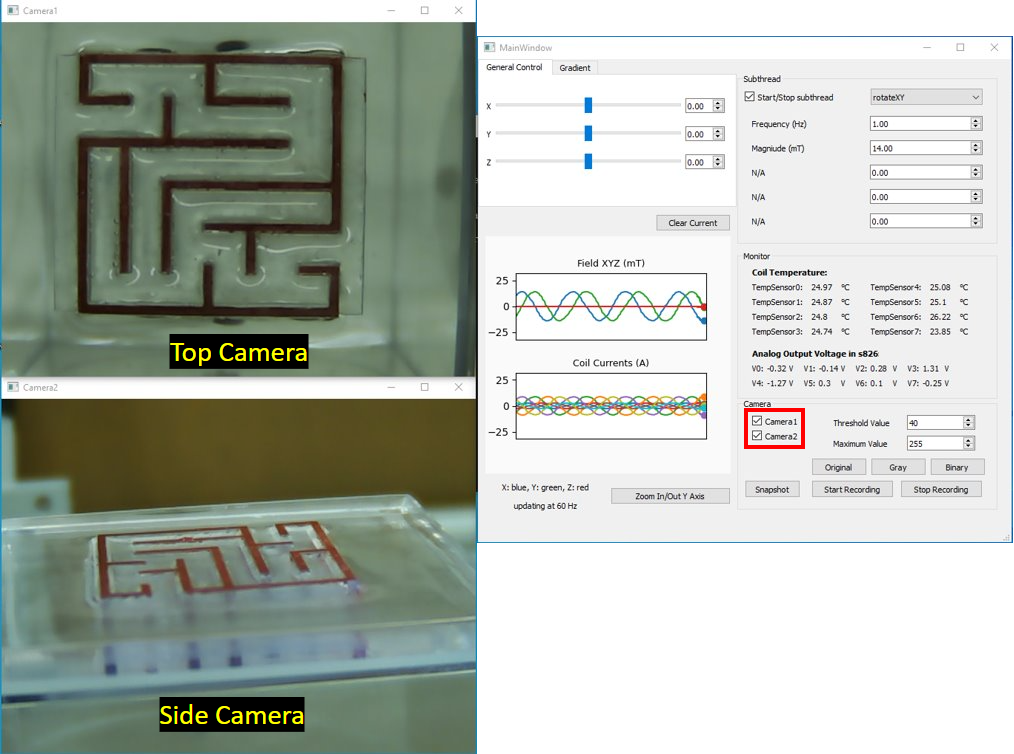 Camera1
Top Camera
Camera2
Side Camera
MainWindow
General Control Gradient
X 0.00
Y 0.00
Z 0.00
Clear Current
Field XYZ (mT)
25
0
−25
Coil Currents (A)
25
0
−25
X: blue, Y: green, Z: red
updating at 60 Hz
Zoom In/Out Y Axis
Subthread
Start/Stop subthread rotateXY
Frequency (Hz) 1.00
Magniude (mT) 14.00
N/A 0.00
N/A 0.00
N/A 0.00
Monitor
Coil Temperature:
TempSensor0: 24.97 °C TempSensor4: 25.08 °C
TempSensor1: 24.87 °C TempSensor5: 25.1 °C
TempSensor2: 24.8 °C TempSensor6: 26.22 °C
TempSensor3: 24.74 °C TempSensor7: 23.85 °C
Analog Output Voltage in s826:
V0: -0.32 V V1: -0.14 V V2: 0.28 V V3: 1.31 V
V4: -1.27 V V5: 0.3 V V6: 0.1 V V7: -0.25 V
Camera
Camera1 Threshold Value 40
Camera2 Maximum Value 255
Original Gray Binary
Snapshot Start Recording Stop Recording